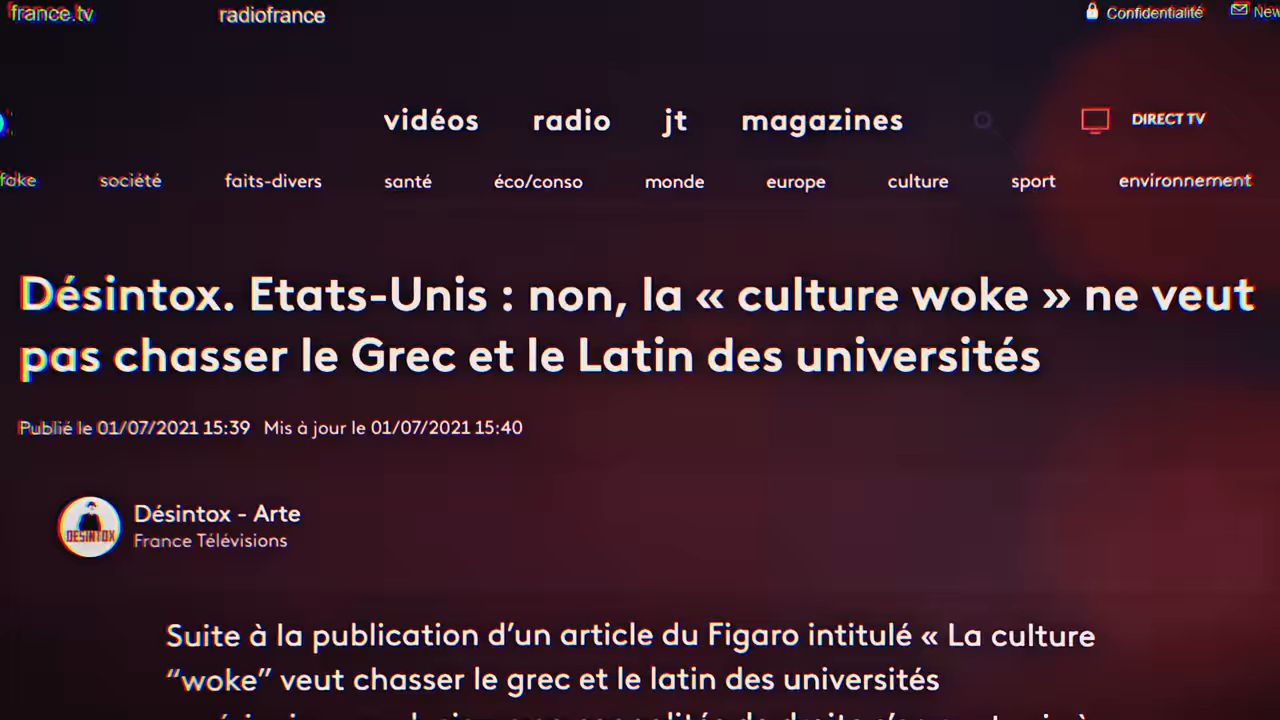 france.tv radiofrance Confidentialité
vidéos radio jt magazines DIRECT TV
fake société faits-divers santé éco/conso monde europe culture sport environnement
Désintox. Etats-Unis : non, la « culture woke » ne veut
pas chasser le Grec et le Latin des universités
Publié le 01/07/2021 15:39 Mis à jour le 01/07/2021 15:40
DESINTOX
Désintox - Arte
France Télévisions
Suite à la publication d’un article du Figaro intitulé « La culture
“woke” veut chasser le grec et le latin des universités